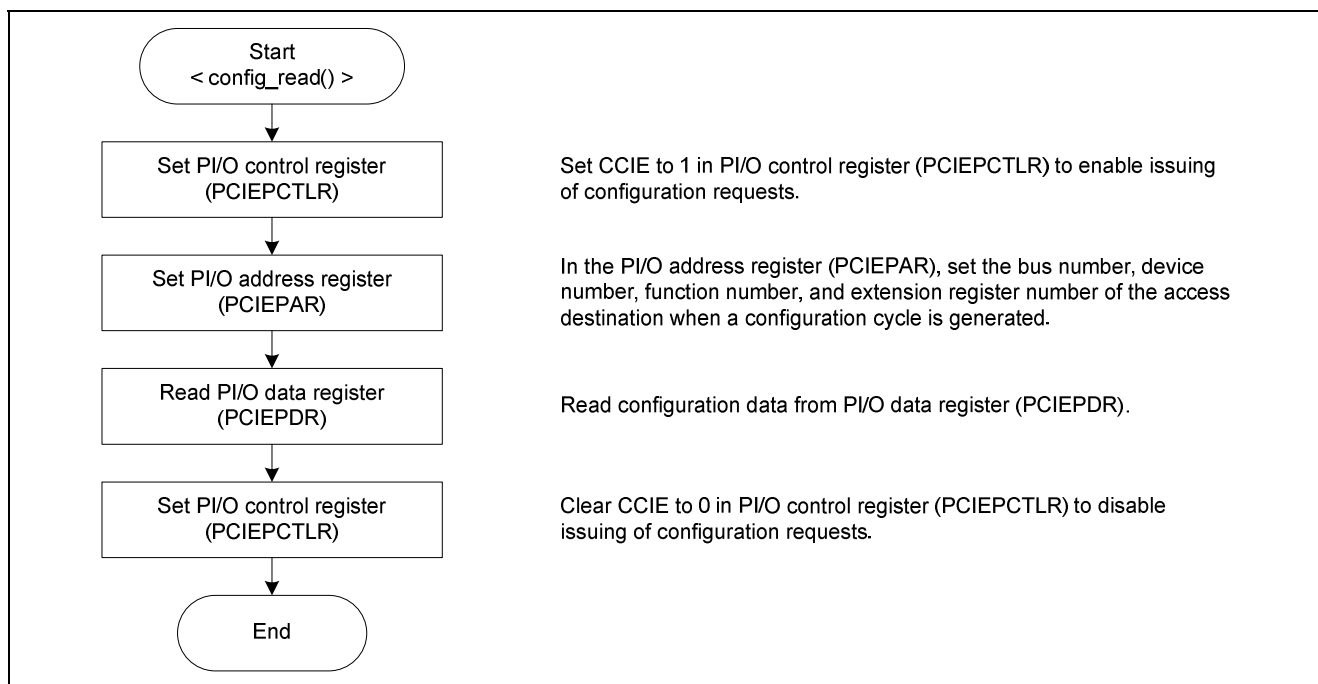 Start
< config_read() >
Set PI/O control register
(PCIEPCTLR)
Set CCIE to 1 in PI/O control register (PCIEPCTLR) to enable issuing
of configuration requests.
Set PI/O address register
(PCIEPAR)
In the PI/O address register (PCIEPAR), set the bus number, device
number, function number, and extension register number of the access
destination when a configuration cycle is generated.
Read PI/O data register
(PCIEPDR)
Read configuration data from PI/O data register (PCIEPDR).
Set PI/O control register
(PCIEPCTLR)
Clear CCIE to 0 in PI/O control register (PCIEPCTLR) to disable
issuing of configuration requests.
End